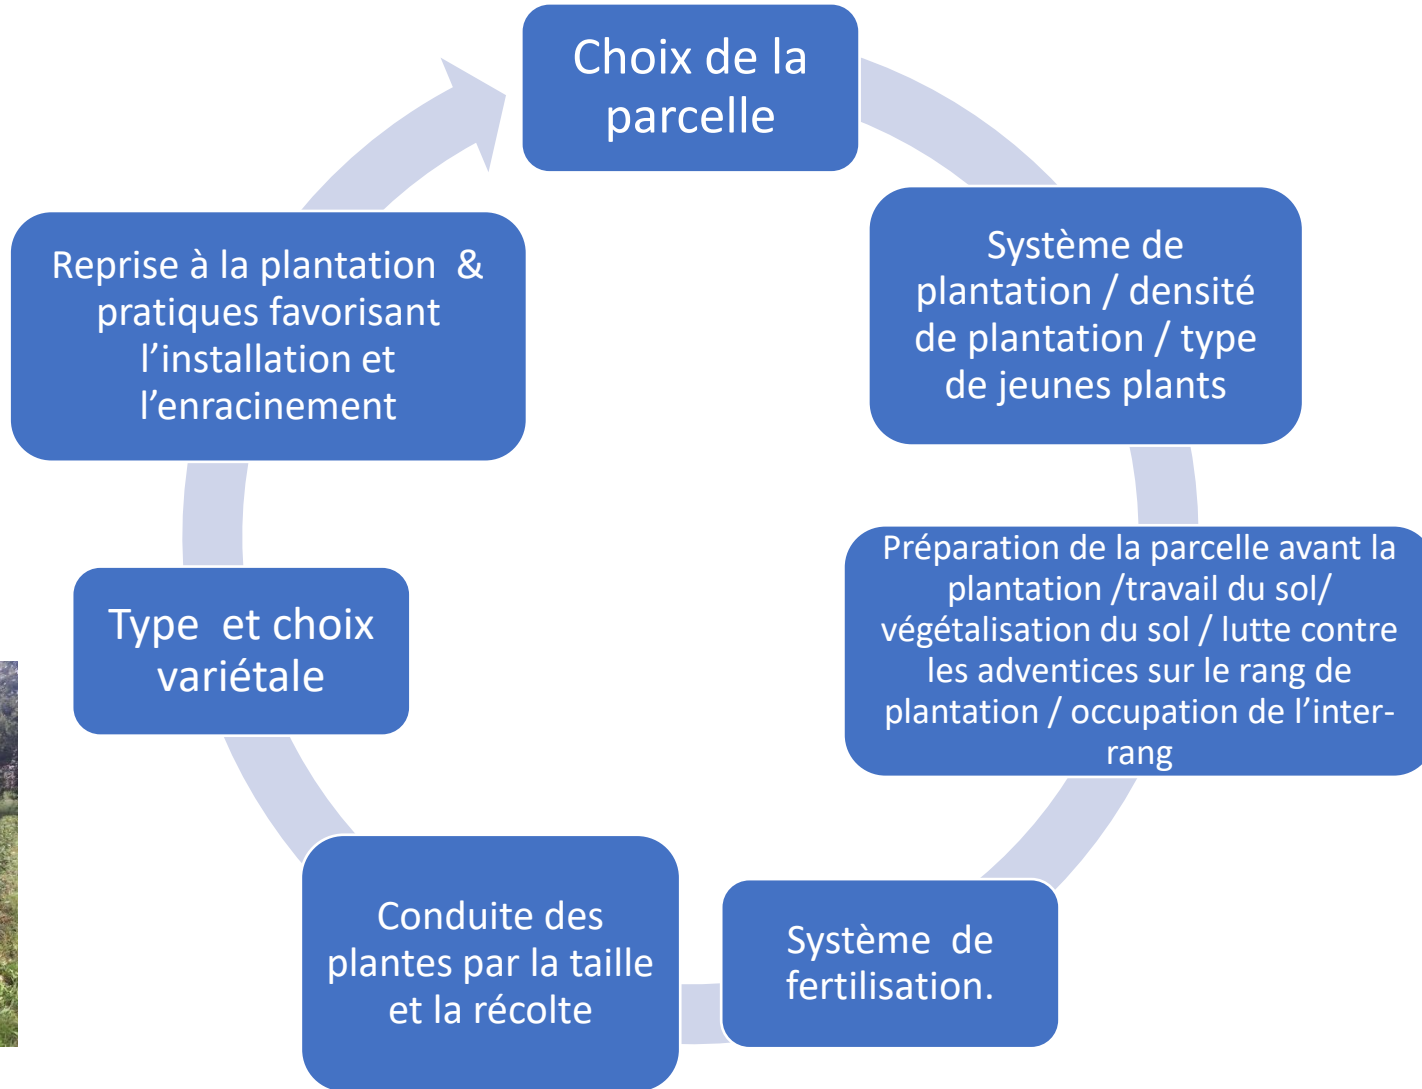 Choix de la
parcelle
Système de
plantation / densité
de plantation / type
de jeunes plants
Préparation de la parcelle avant la
plantation /travail du sol/
végétalisation du sol / lutte contre
les adventices sur le rang de
plantation / occupation de l’inter-
rang
Système  de
fertilisation.
Conduite des
plantes par la taille
et la récolte
Type  et choix
variétale
Reprise à la plantation  &
pratiques favorisant
l’installation et
l’enracinement